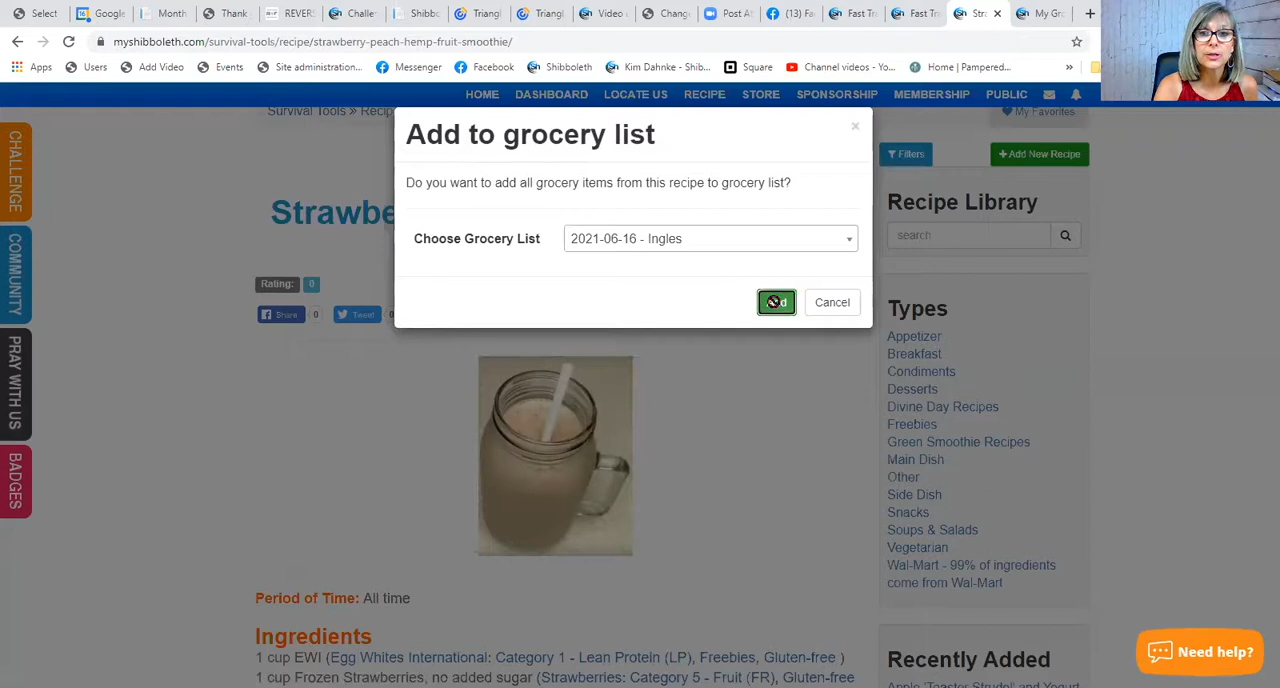 Select
Google
Month
Thank
REVERS
Challe
Shibbo
Triangl
Triangl
Video u
Chang
Post At
(13) Fa
Fast Tr
Fast Tr
Str
My Gro
myshibboleth.com/survival-tools/recipe/strawberry-peach-hemp-fruit-smoothie/
Apps
Users
Add Video
Events
Site administration...
Messenger
Facebook
Shibboleth
Kim Dahnke - Shib...
Square
Channel videos - Yo...
Home | Pampered...
»
HOME DASHBOARD LOCATE US RECIPE STORE SPONSORSHIP MEMBERSHIP PUBLIC
Survival Tools » Recip
My Favorites
CHALLENGE
COMMUNITY
PRAY WITH US
BADGES
Add to grocery list
×
Do you want to add all grocery items from this recipe to grocery list?
Choose Grocery List 2021-06-16 - Ingles
Cancel
Strawbe
Rating: 0
Share 0 Tweet
Filters
+Add New Recipe
Recipe Library
search
Types
Appetizer
Breakfast
Condiments
Desserts
Divine Day Recipes
Freebies
Green Smoothie Recipes
Main Dish
Other
Side Dish
Snacks
Soups & Salads
Vegetarian
Wal-Mart - 99% of ingredients
come from Wal-Mart
Period of Time: All time
Ingredients
1 cup EWI (Egg Whites International: Category 1 - Lean Protein (LP), Freebies, Gluten-free )
1 cup Frozen Strawberries, no added sugar (Strawberries: Category 5 - Fruit (FR), Gluten-free
Recently Added
Apple 'Toaster Strudel' and Yogurt
Need help?